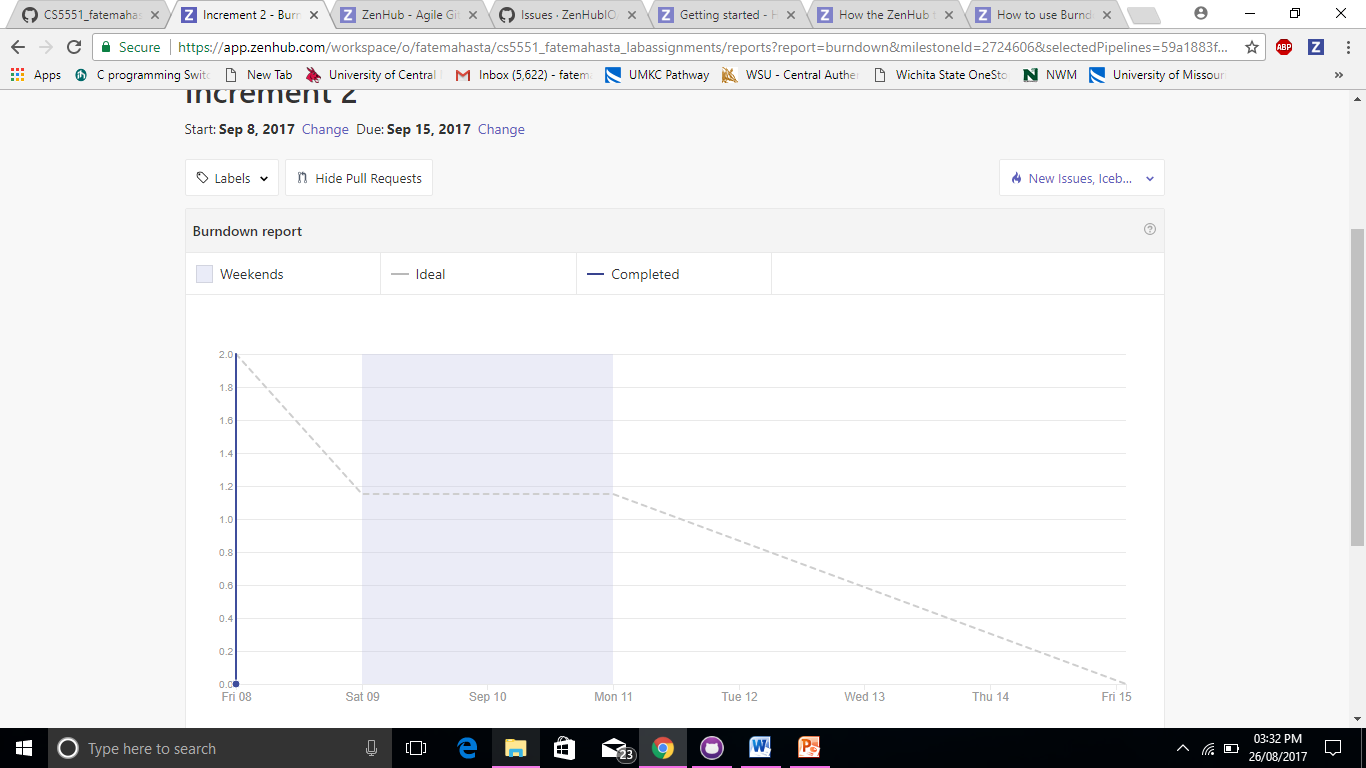 CS5551_fatemahas
Increment 2 - Burn
ZenHub - Agile Git
Issues · ZenHubIO
Getting started - H
How the ZenHub
How to use Burnd
Secure
https://app.zenhub.com/workspace/o/fatemahasta/cs5551_fatemahasta_labassignments/reports?report=burndown&milestoneId=2724606&selectedPipelines=59a1883f...
ABP
Z
Apps
C programming Switc
New Tab
University of Central
Inbox (5,622) - fatem
UMKC Pathway
WSU - Central Authe
Wichita State OneSto
NWM
University of Missour
»
Increment 2
Start: Sep 8, 2017 Change Due: Sep 15, 2017 Change
Labels
Hide Pull Requests
New Issues, Iceb...
Burndown report
Weekends
Ideal
Completed
2.0
1.8
1.6
1.4
1.2
1.0
0.8
0.6
0.4
0.2
0.0
Fri 08
Sat 09
Sep 10
Mon 11
Tue 12
Wed 13
Thu 14
Fri 15
Type here to search
23
03:32 PM
26/08/2017